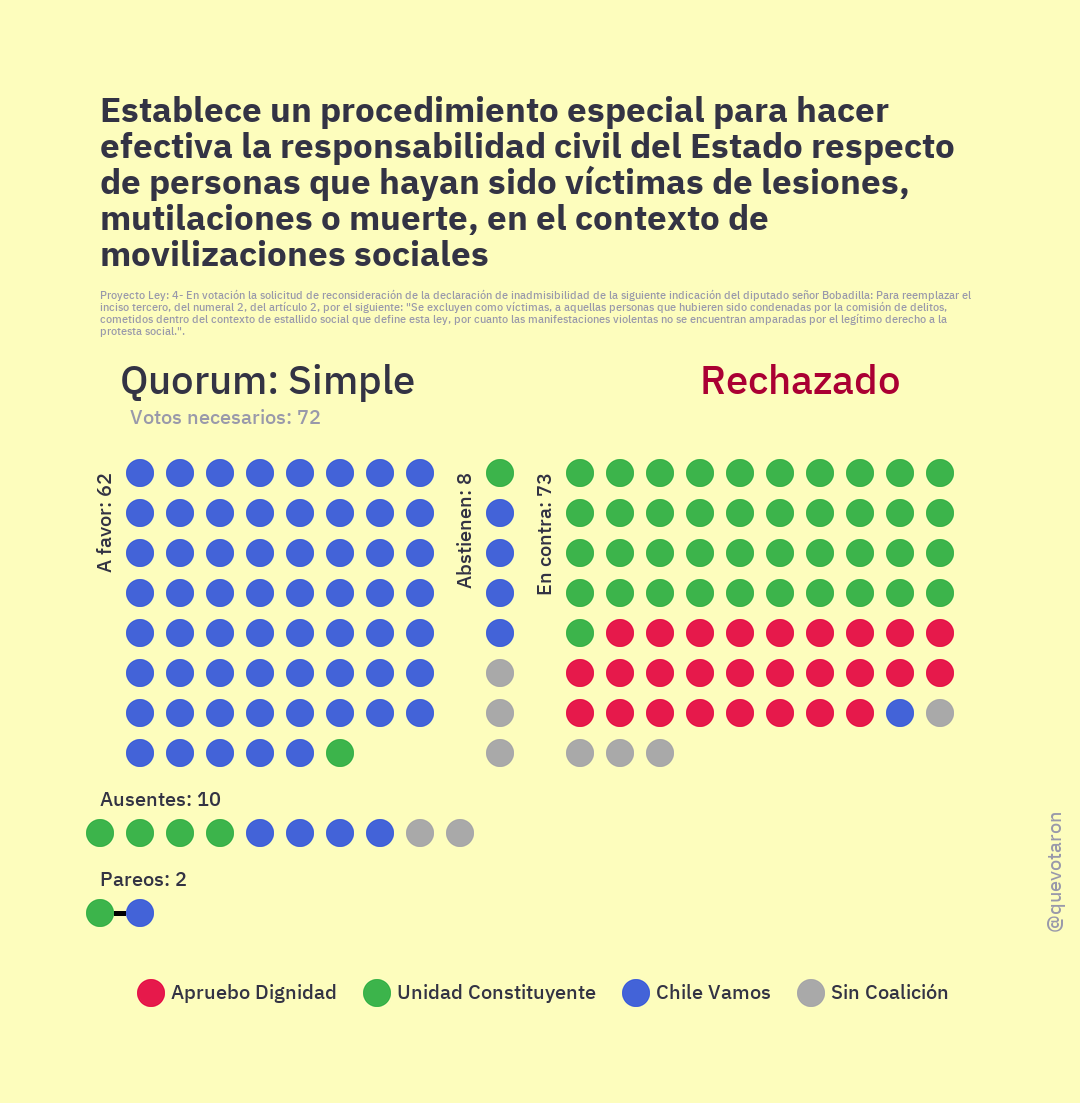 Establece un procedimiento especial para hacer
efectiva la responsabilidad civil del Estado respecto
de personas que hayan sido víctimas de lesiones,
mutilaciones o muerte, en el contexto de
movilizaciones sociales
Proyecto Ley: 4- En votación la solicitud de reconsideración de la declaración de inadmisibilidad de la siguiente indicación del diputado señor Bobadilla: Para reemplazar el
inciso tercero, del numeral 2, del artículo 2, por el siguiente: "Se excluyen como víctimas, a aquellas personas que hubieren sido condenadas por la comisión de delitos,
cometidos dentro del contexto de estallido social que define esta ley, por cuanto las manifestaciones violentas no se encuentran amparadas por el legítimo derecho a la
protesta social.".
Quorum: Simple
Rechazado
Votos necesarios: 72
A favor: 62
Abstienen: 8
En contra: 73
Ausentes: 10
Pareos: 2
@quevotaron
Apruebo Dignidad
Unidad Constituyente
Chile Vamos
Sin Coalición